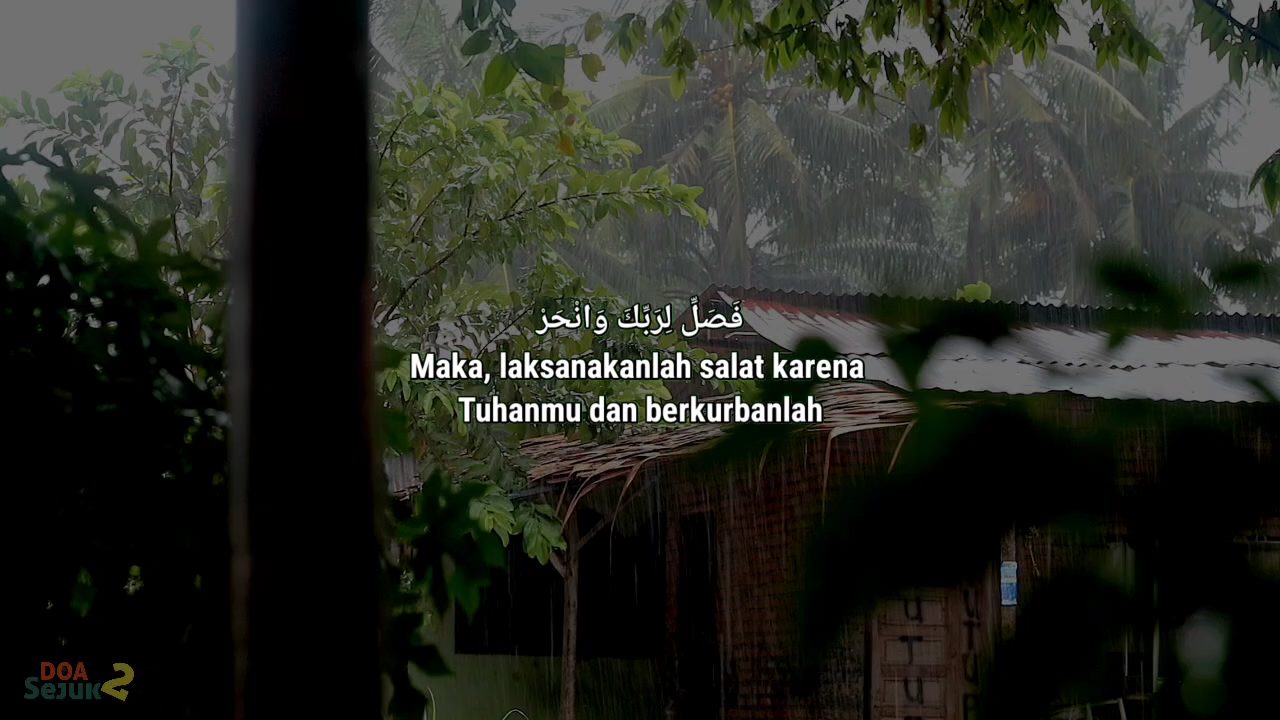 فَصَلِّ لِرَبِّكَ وَانْحَرْ
Maka, laksanakanlah salat karena
Tuhanmu dan berkurbanlah
DOA
Sejuk2